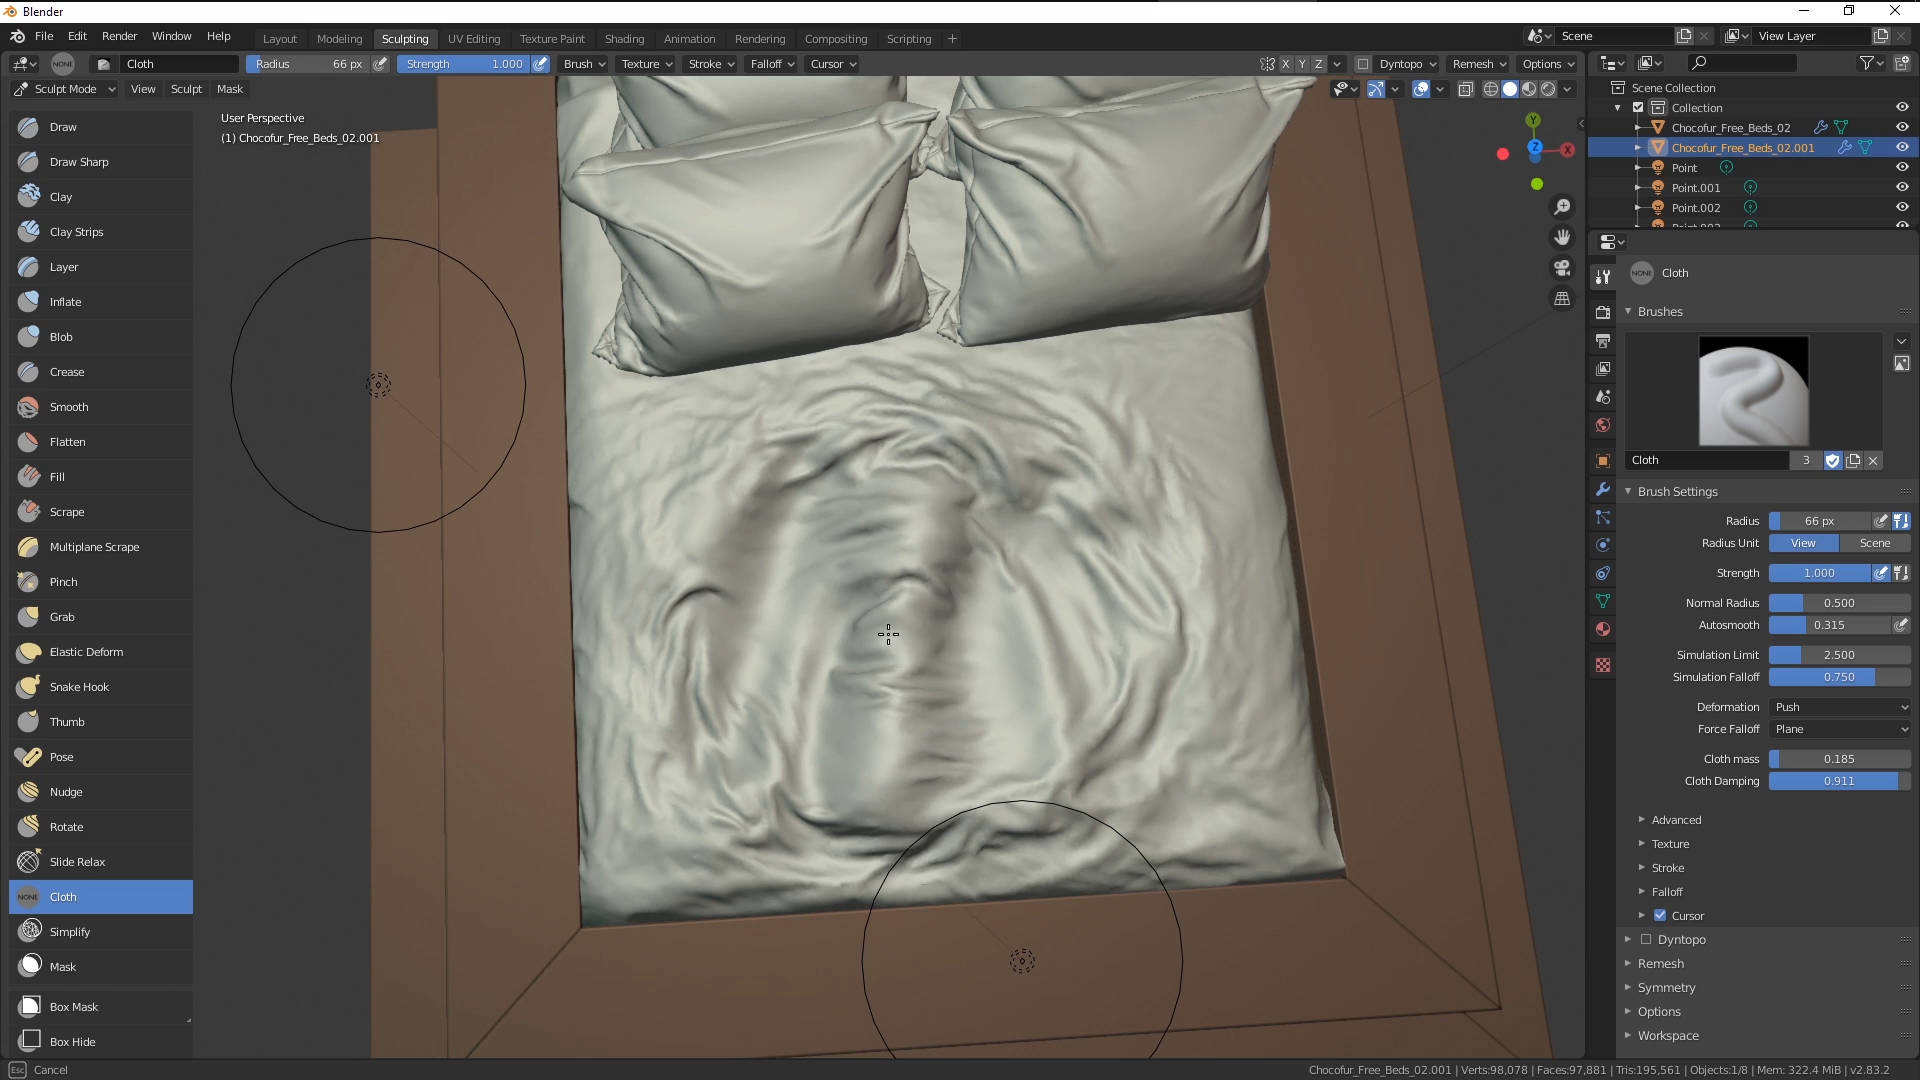 Blender
File Edit Render Window Help Layout Modeling Sculpting UV Editing Texture Paint Shading Animation Rendering Compositing Scripting + Scene View Layer
NONE Cloth Radius 66 px Strength 1.000 Brush Texture Stroke Falloff Cursor X Y Z Dyntopo Remesh Options
Sculpt Mode View Sculpt Mask
User Perspective
(1) Chocofur_Free_Beds_02.001
Y
Z
X
Draw
Draw Sharp
Clay
Clay Strips
Layer
Inflate
Blob
Crease
Smooth
Flatten
Fill
Scrape
Multiplane Scrape
Pinch
Grab
Elastic Deform
Snake Hook
Thumb
Pose
Nudge
Rotate
Slide Relax
NONE Cloth
Simplify
Mask
Box Mask
Box Hide
Scene Collection
Collection
Chocofur_Free_Beds_02
Chocofur_Free_Beds_02.001
Point
Point.001
Point.002
NONE Cloth
Brushes
Cloth 3
Brush Settings
Radius 66 px
Radius Unit View Scene
Strength 1.000
Normal Radius 0.500
Autosmooth 0.315
Simulation Limit 2.500
Simulation Falloff 0.750
Deformation Push
Force Falloff Plane
Cloth mass 0.185
Cloth Damping 0.911
Advanced
Texture
Stroke
Falloff
Cursor
Dyntopo
Remesh
Symmetry
Options
Workspace
Esc Cancel
Chocofur_Free_Beds_02.001 | Verts:98,078 | Faces:97,881 | Tris:195,561 | Objects:1/8 | Mem: 322.4 MiB | v2.83.2